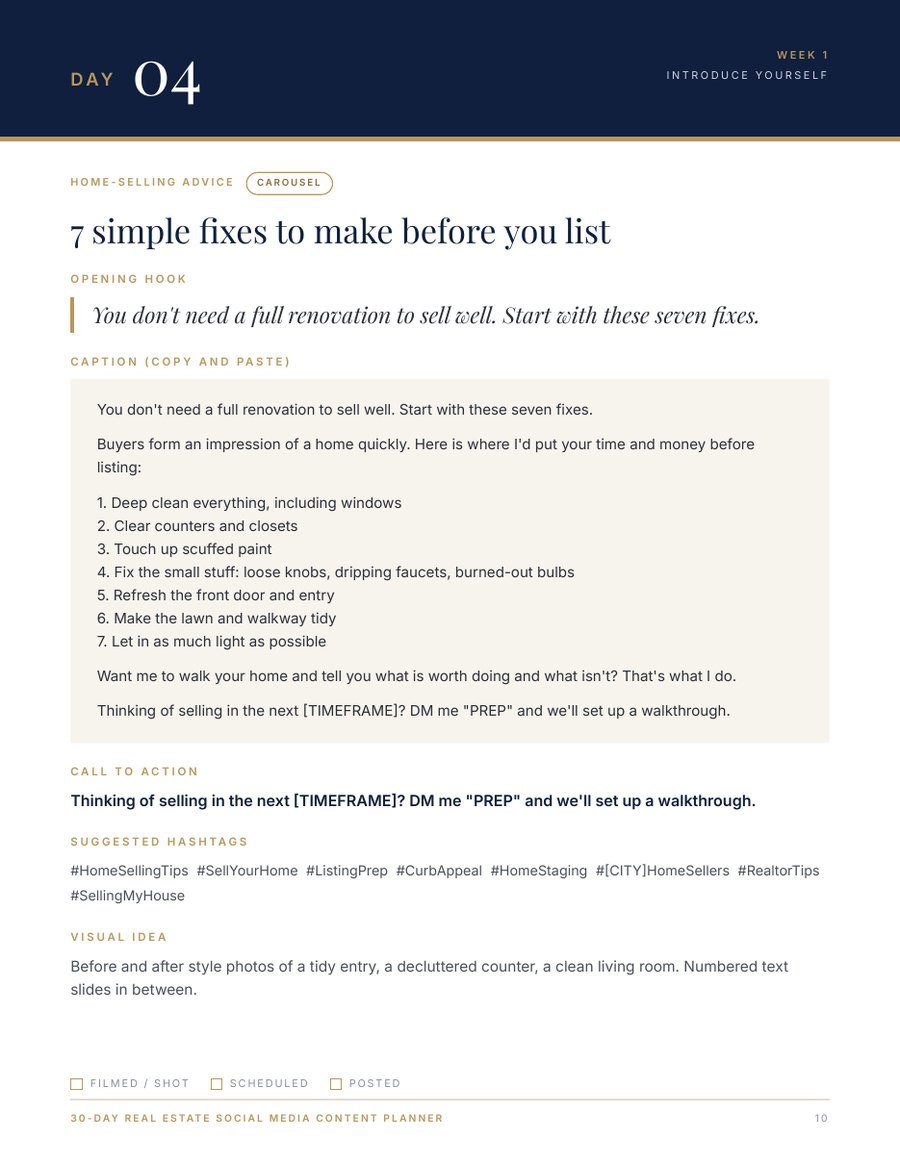 DAY 04
WEEK 1
INTRODUCE YOURSELF
HOME-SELLING ADVICE CAROUSEL
7 simple fixes to make before you list
OPENING HOOK
You don't need a full renovation to sell well. Start with these seven fixes.
CAPTION (COPY AND PASTE)
You don't need a full renovation to sell well. Start with these seven fixes.
Buyers form an impression of a home quickly. Here is where I'd put your time and money before
listing:
1. Deep clean everything, including windows
2. Clear counters and closets
3. Touch up scuffed paint
4. Fix the small stuff: loose knobs, dripping faucets, burned-out bulbs
5. Refresh the front door and entry
6. Make the lawn and walkway tidy
7. Let in as much light as possible
Want me to walk your home and tell you what is worth doing and what isn't? That's what I do.
Thinking of selling in the next [TIMEFRAME]? DM me "PREP" and we'll set up a walkthrough.
CALL TO ACTION
Thinking of selling in the next [TIMEFRAME]? DM me "PREP" and we'll set up a walkthrough.
SUGGESTED HASHTAGS
#HomeSellingTips #SellYourHome #ListingPrep #CurbAppeal #HomeStaging #[CITY]HomeSellers #RealtorTips
#SellingMyHouse
VISUAL IDEA
Before and after style photos of a tidy entry, a decluttered counter, a clean living room. Numbered text
slides in between.
FILMED / SHOT SCHEDULED POSTED
30-DAY REAL ESTATE SOCIAL MEDIA CONTENT PLANNER 10